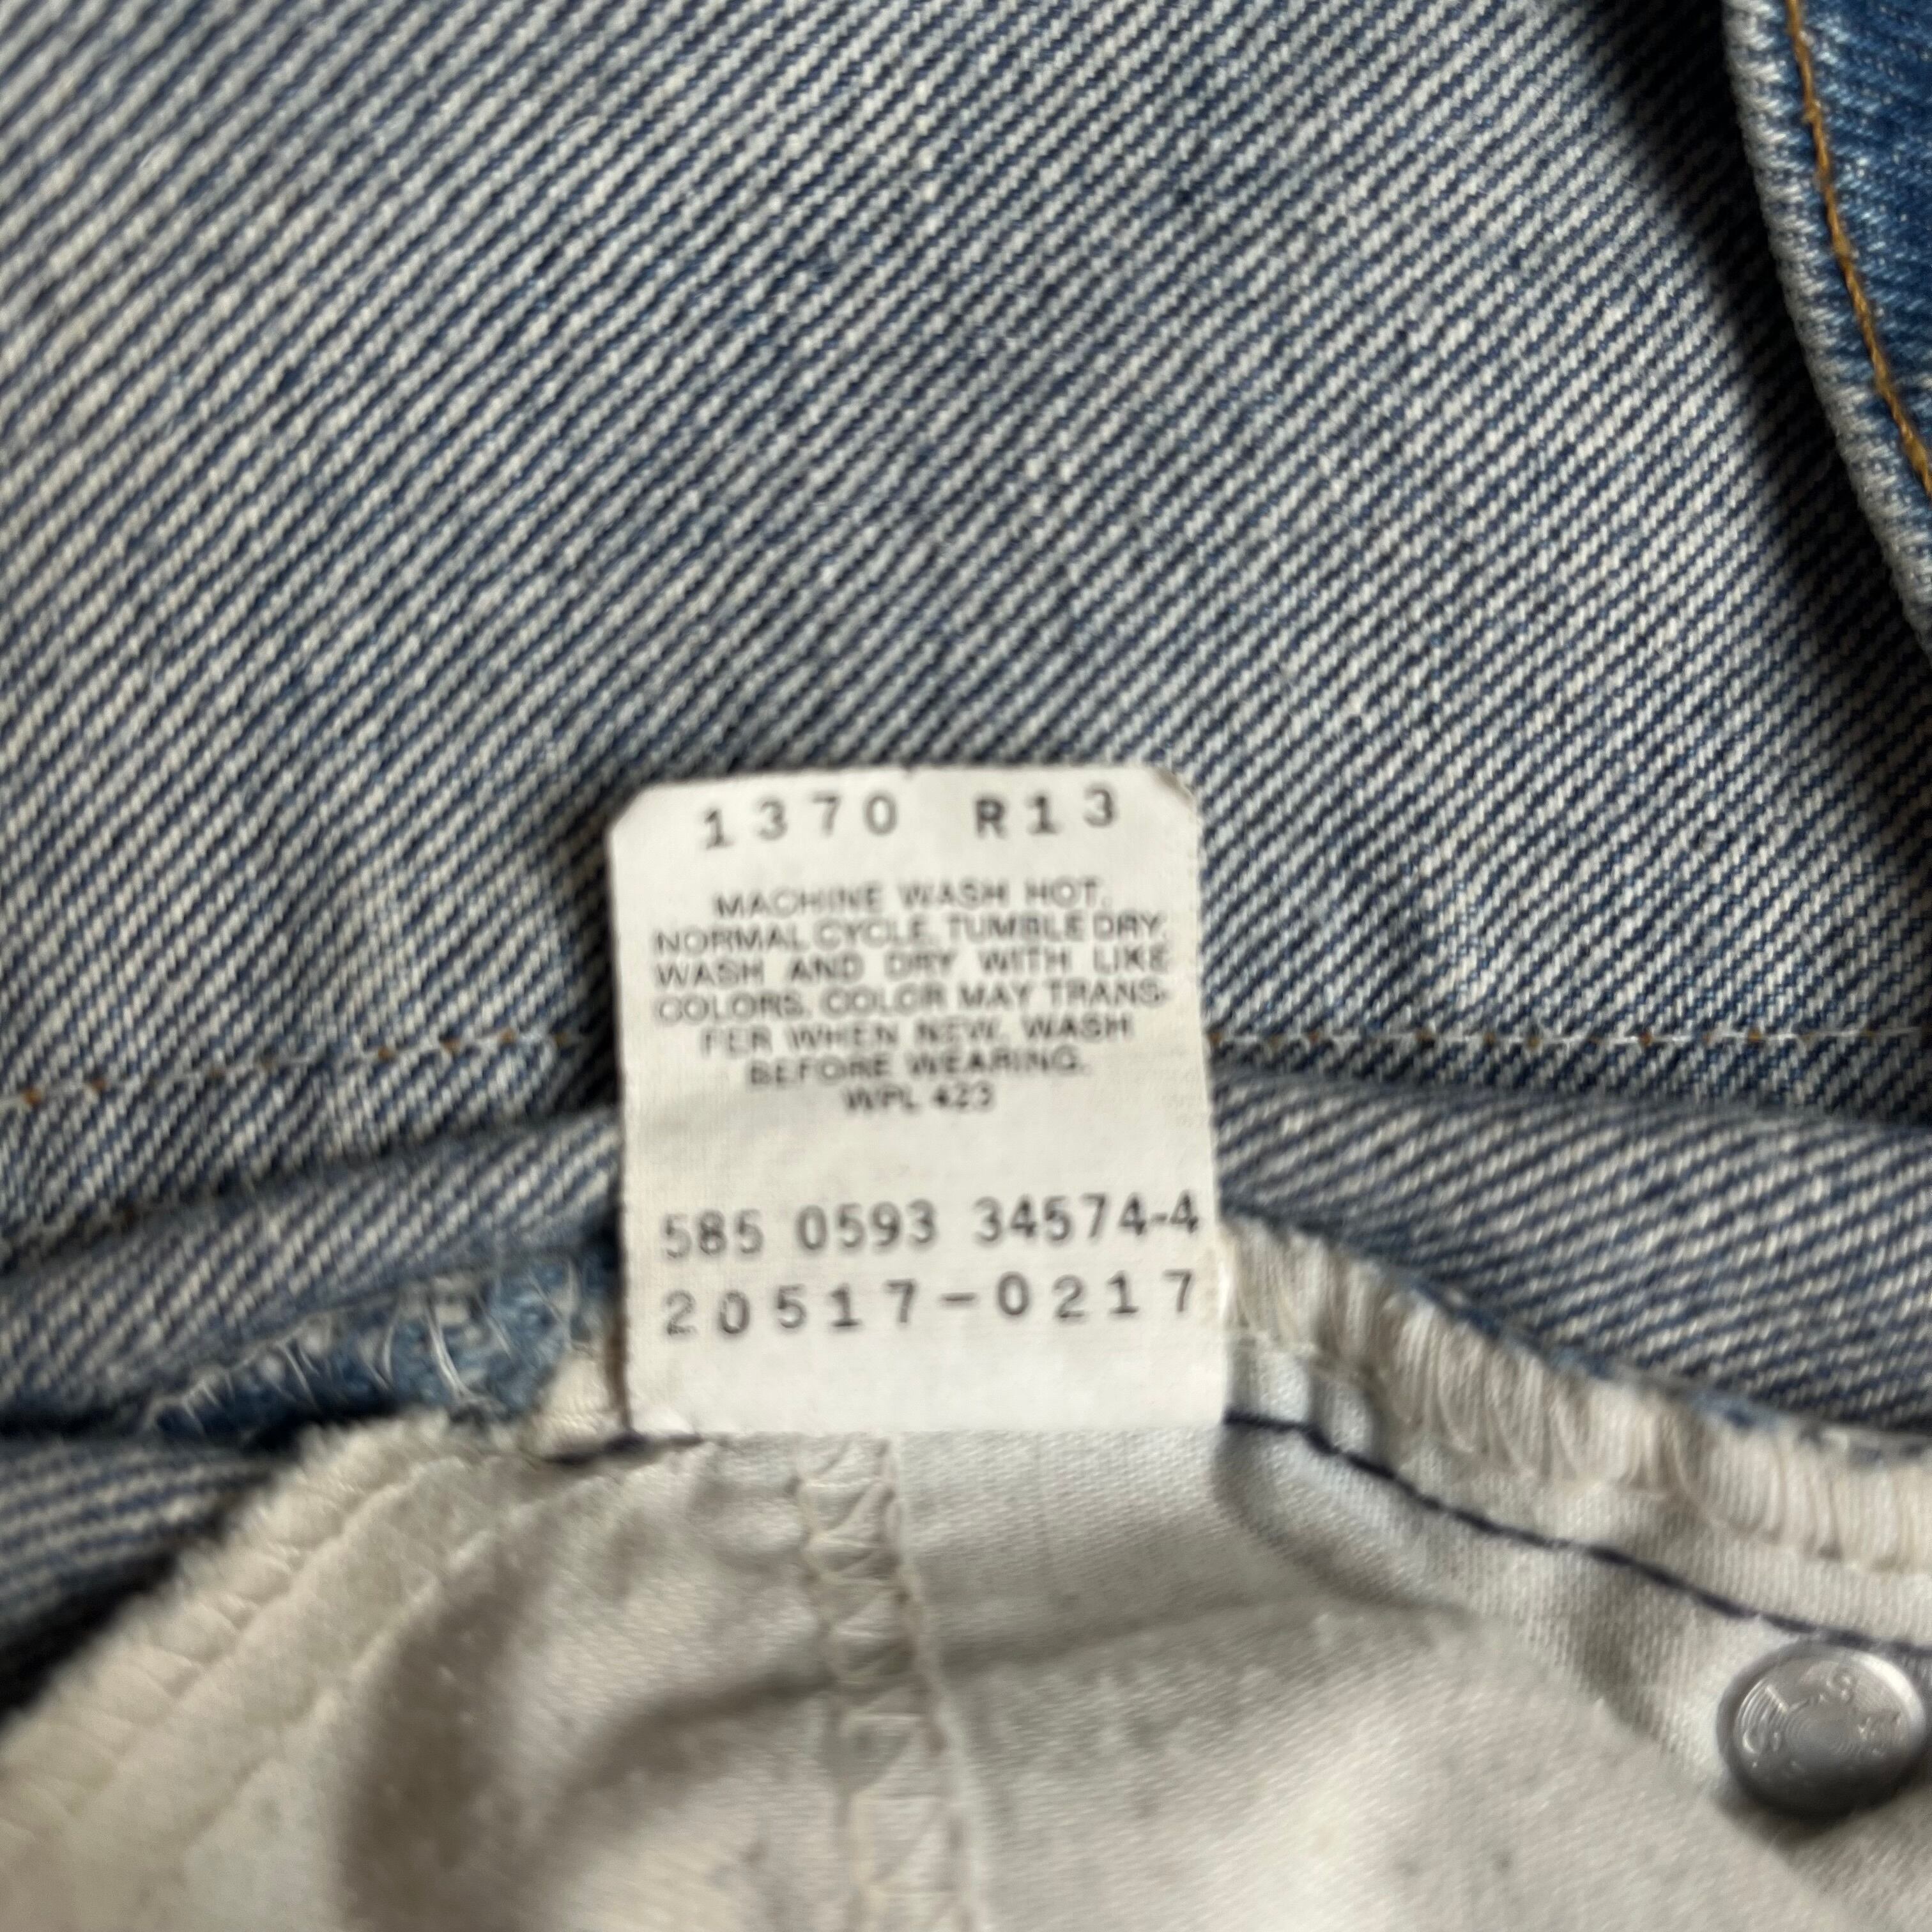 1370 R13
MACHINE WASH HOT,
NORMAL CYCLE, TUMBLE DRY.
WASH AND DRY WITH LIKE
COLORS. COLOR MAY TRANS-
FER WHEN NEW. WASH
BEFORE WEARING.
WPL 423
585 0593 34574-4
20517-0217